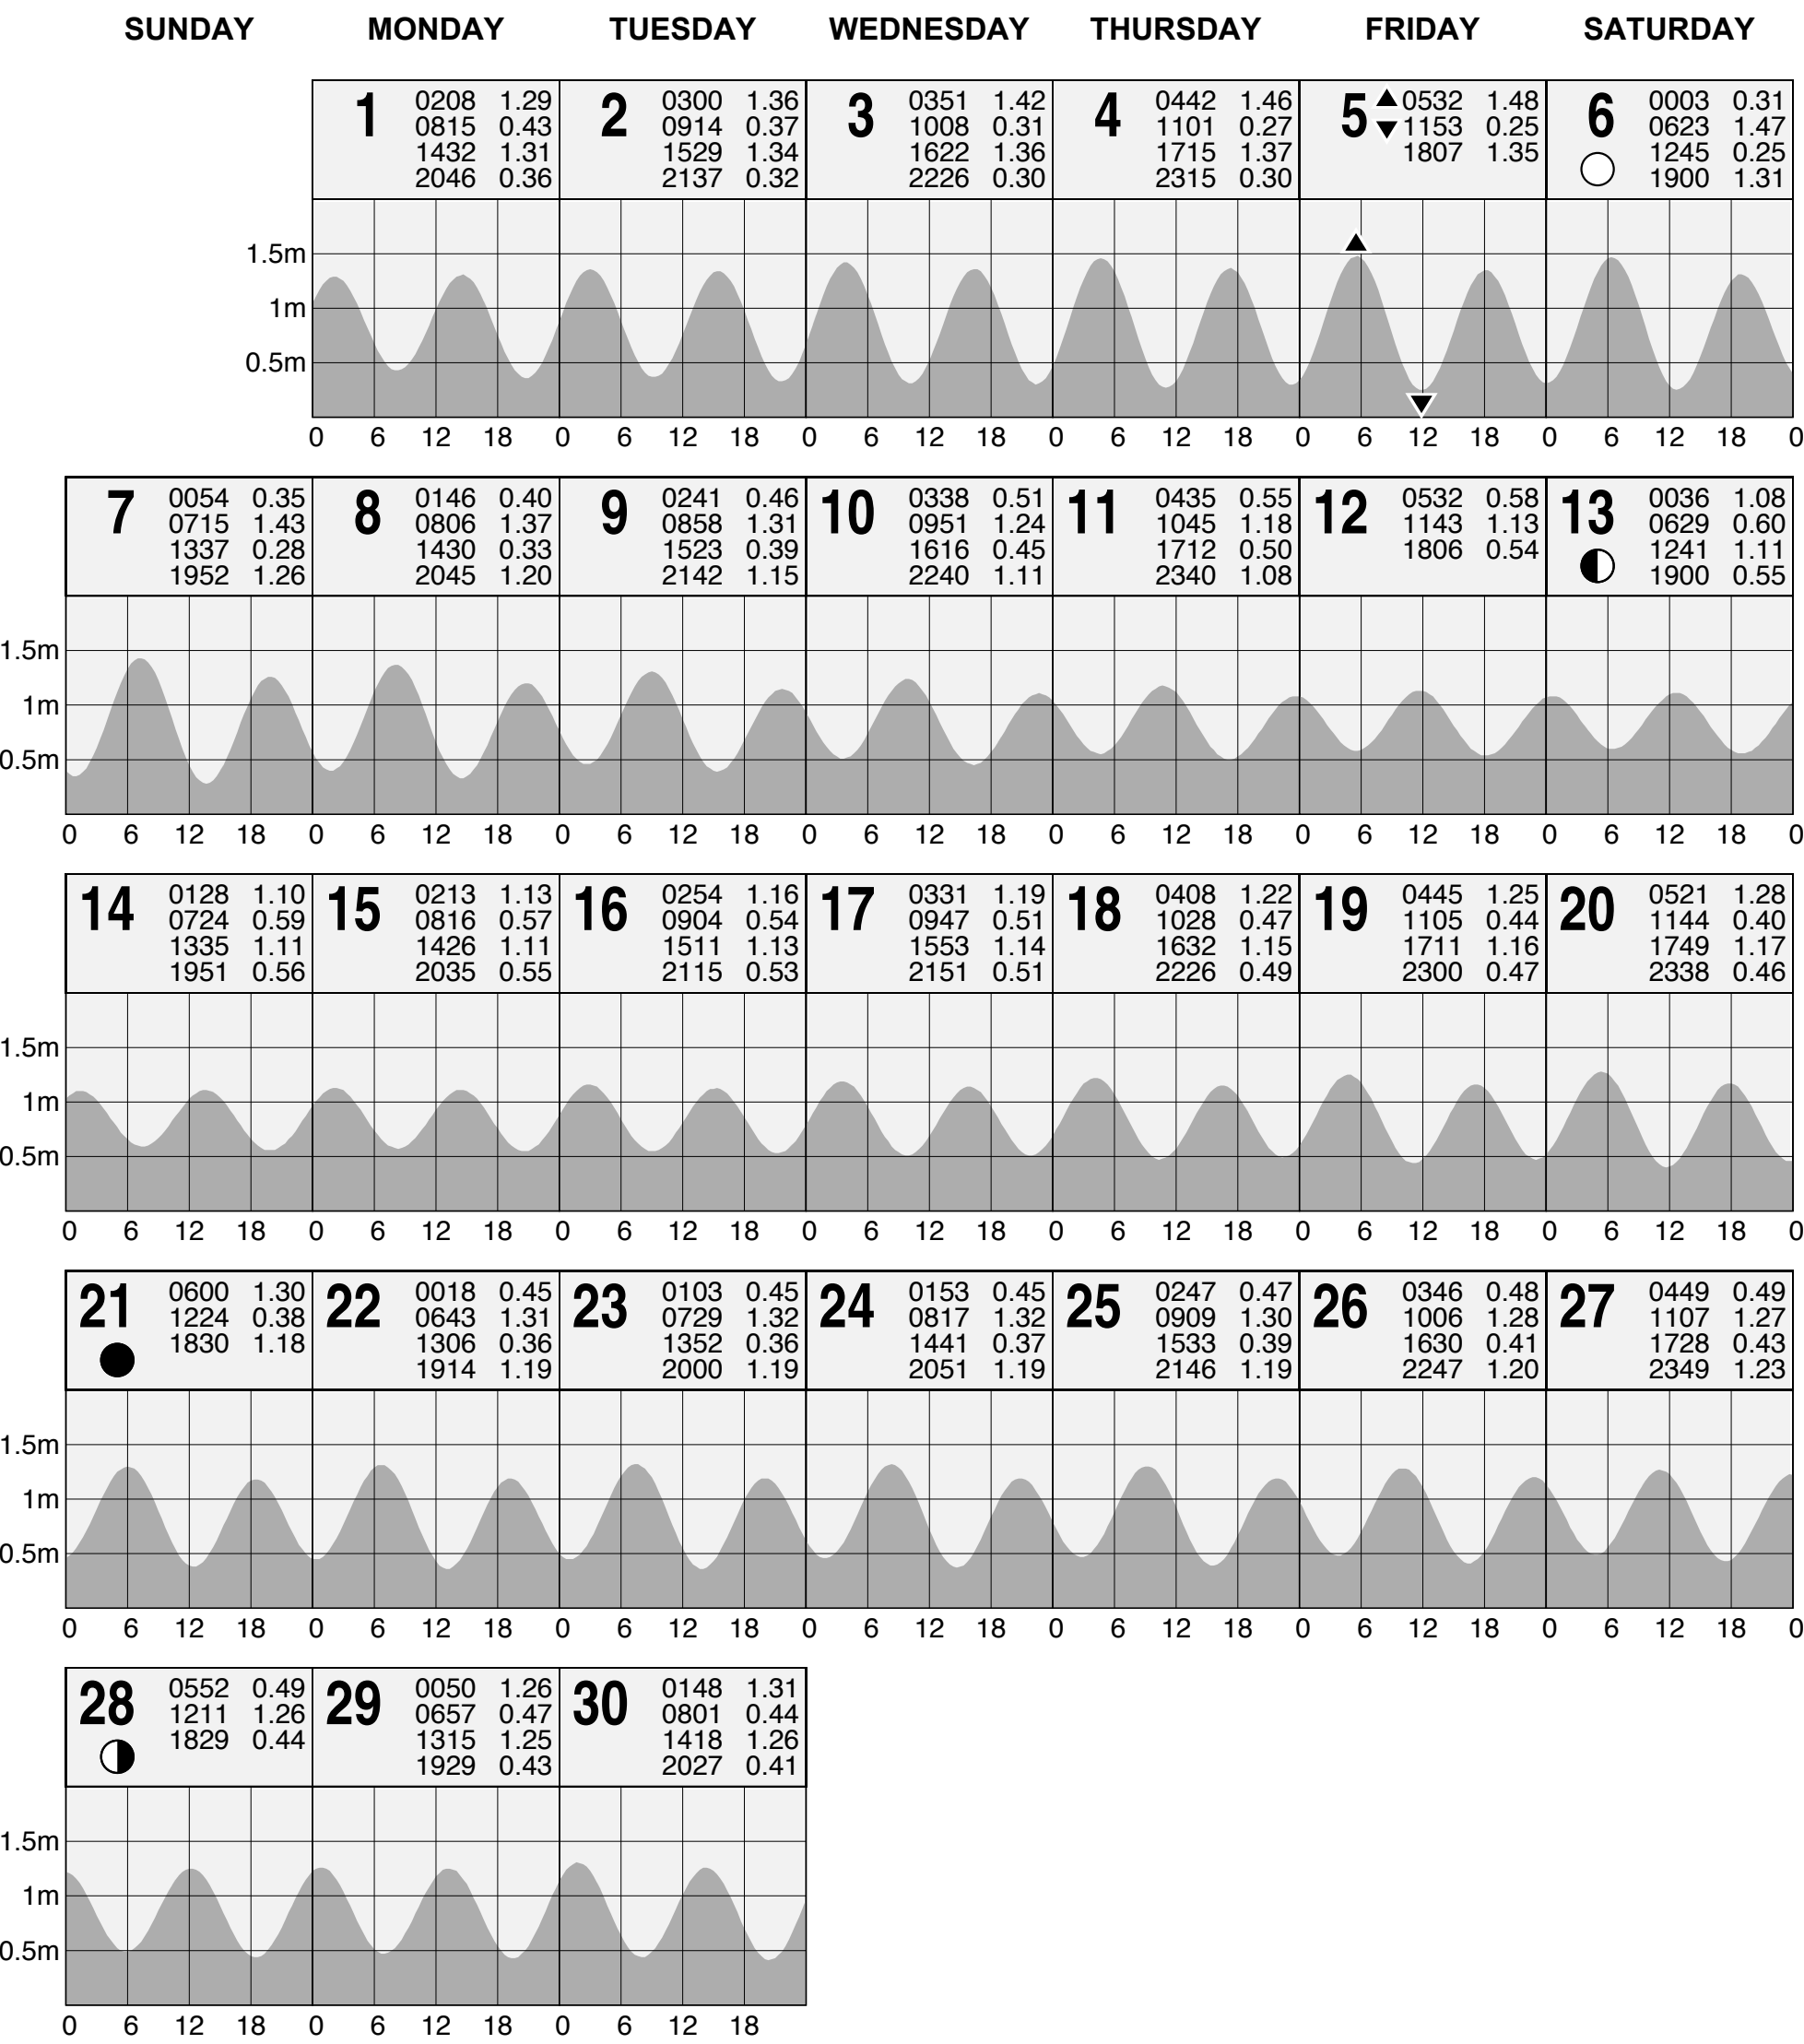 SUNDAY MONDAY TUESDAY WEDNESDAY THURSDAY FRIDAY SATURDAY
1 0208 1.29 2 0300 1.36 3 0351 1.42 4 0442 1.46 5 ▲ 0532 1.48 6 0003 0.31
0815 0.43 0914 0.37 1008 0.31 1101 0.27 ▼ 1153 0.25 0623 1.47
1432 1.31 1529 1.34 1622 1.36 1715 1.37 1807 1.35 1245 0.25
2046 0.36 2137 0.32 2226 0.30 2315 0.30 1900 1.31
1.5m
1m
0.5m
0 6 12 18 0 6 12 18 0 6 12 18 0 6 12 18 0 6 12 18 0 6 12 18 0
7 0054 0.35 8 0146 0.40 9 0241 0.46 10 0338 0.51 11 0435 0.55 12 0532 0.58 13 0036 1.08
0715 1.43 0806 1.37 0858 1.31 0951 1.24 1045 1.18 1143 1.13 0629 0.60
1337 0.28 1430 0.33 1523 0.39 1616 0.45 1712 0.50 1806 0.54 1241 1.11
1952 1.26 2045 1.20 2142 1.15 2240 1.11 2340 1.08 1900 0.55
1.5m
1m
0.5m
0 6 12 18 0 6 12 18 0 6 12 18 0 6 12 18 0 6 12 18 0 6 12 18 0 6 12 18 0
14 0128 1.10 15 0213 1.13 16 0254 1.16 17 0331 1.19 18 0408 1.22 19 0445 1.25 20 0521 1.28
0724 0.59 0816 0.57 0904 0.54 0947 0.51 1028 0.47 1105 0.44 1144 0.40
1335 1.11 1426 1.11 1511 1.13 1553 1.14 1632 1.15 1711 1.16 1749 1.17
1951 0.56 2035 0.55 2115 0.53 2151 0.51 2226 0.49 2300 0.47 2338 0.46
1.5m
1m
0.5m
0 6 12 18 0 6 12 18 0 6 12 18 0 6 12 18 0 6 12 18 0 6 12 18 0 6 12 18 0
21 0600 1.30 22 0018 0.45 23 0103 0.45 24 0153 0.45 25 0247 0.47 26 0346 0.48 27 0449 0.49
1224 0.38 0643 1.31 0729 1.32 0817 1.32 0909 1.30 1006 1.28 1107 1.27
1830 1.18 1306 0.36 1352 0.36 1441 0.37 1533 0.39 1630 0.41 1728 0.43
1914 1.19 2000 1.19 2051 1.19 2146 1.19 2247 1.20 2349 1.23
1.5m
1m
0.5m
0 6 12 18 0 6 12 18 0 6 12 18 0 6 12 18 0 6 12 18 0 6 12 18 0 6 12 18 0
28 0552 0.49 29 0050 1.26 30 0148 1.31
1211 1.26 0657 0.47 0801 0.44
1829 0.44 1315 1.25 1418 1.26
1929 0.43 2027 0.41
1.5m
1m
0.5m
0 6 12 18 0 6 12 18 0 6 12 18